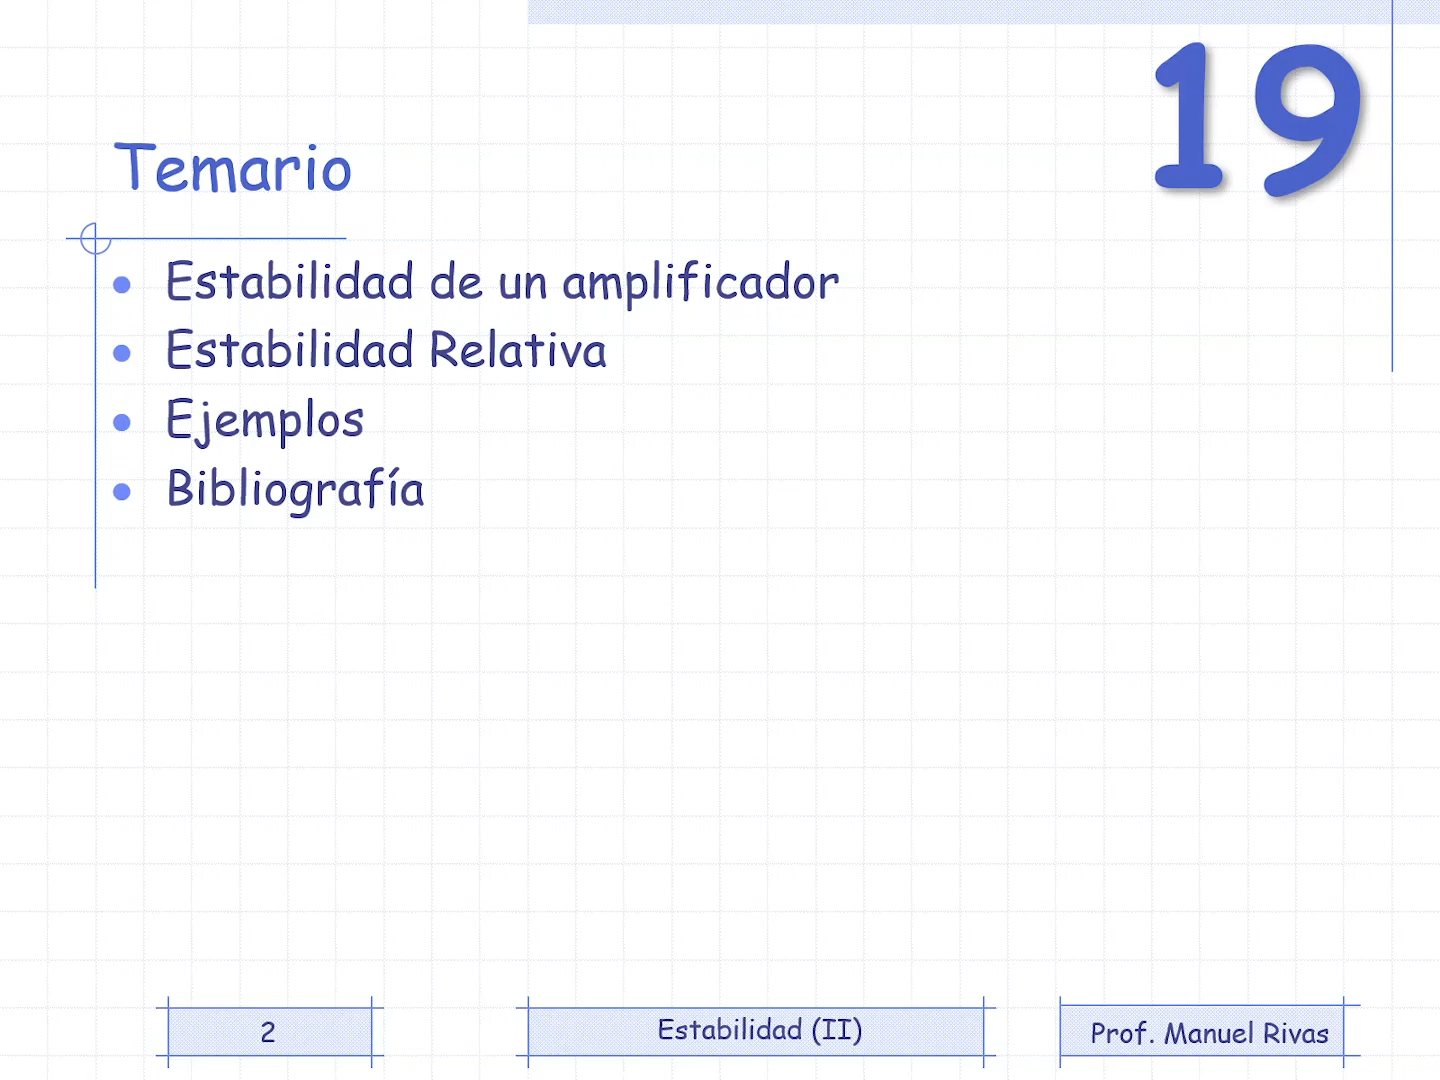 19
Temario
Estabilidad de un amplificador
Estabilidad Relativa
Ejemplos
Bibliografía
2
Estabilidad (II)
Prof. Manuel Rivas